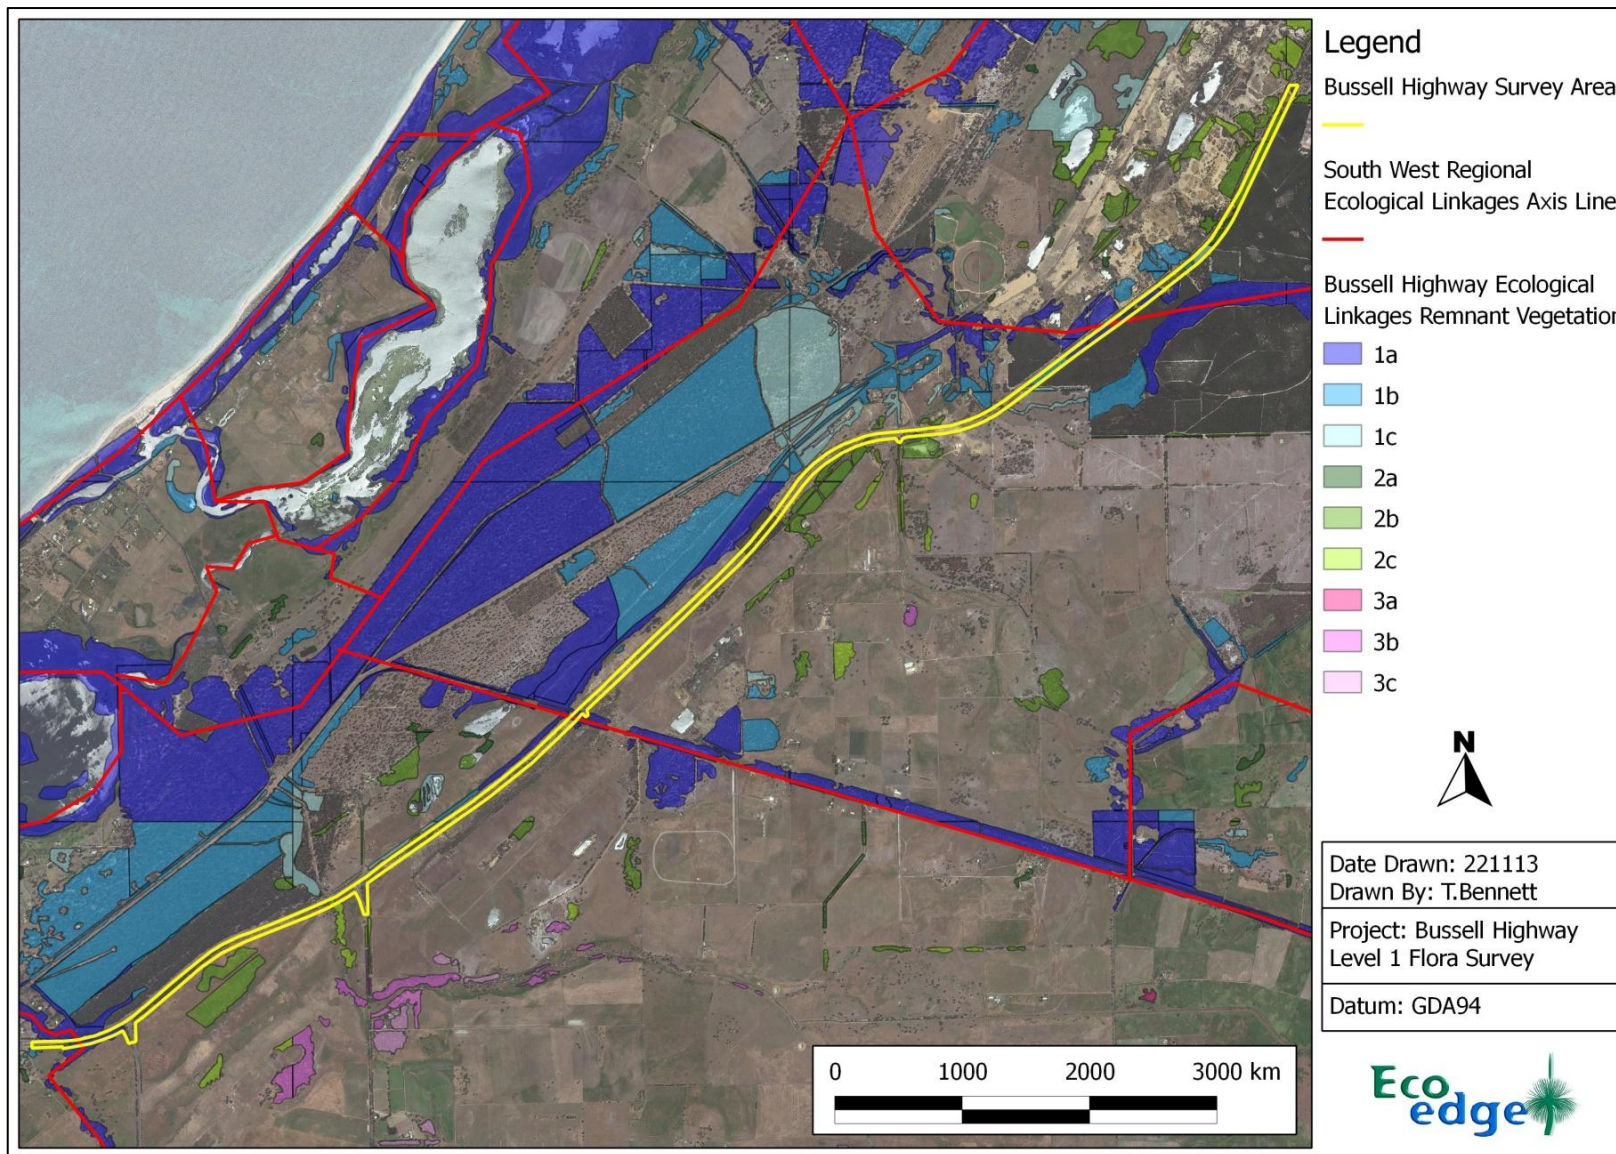 Legend
Bussell Highway Survey Area
South West Regional
Ecological Linkages Axis Line
Bussell Highway Ecological
Linkages Remnant Vegetation
1a
1b
1c
2a
2b
2c
3a
3b
3c
N
Date Drawn: 221113
Drawn By: T.Bennett
Project: Bussell Highway
Level 1 Flora Survey
Datum: GDA94
0 1000 2000 3000 km
Eco
edge